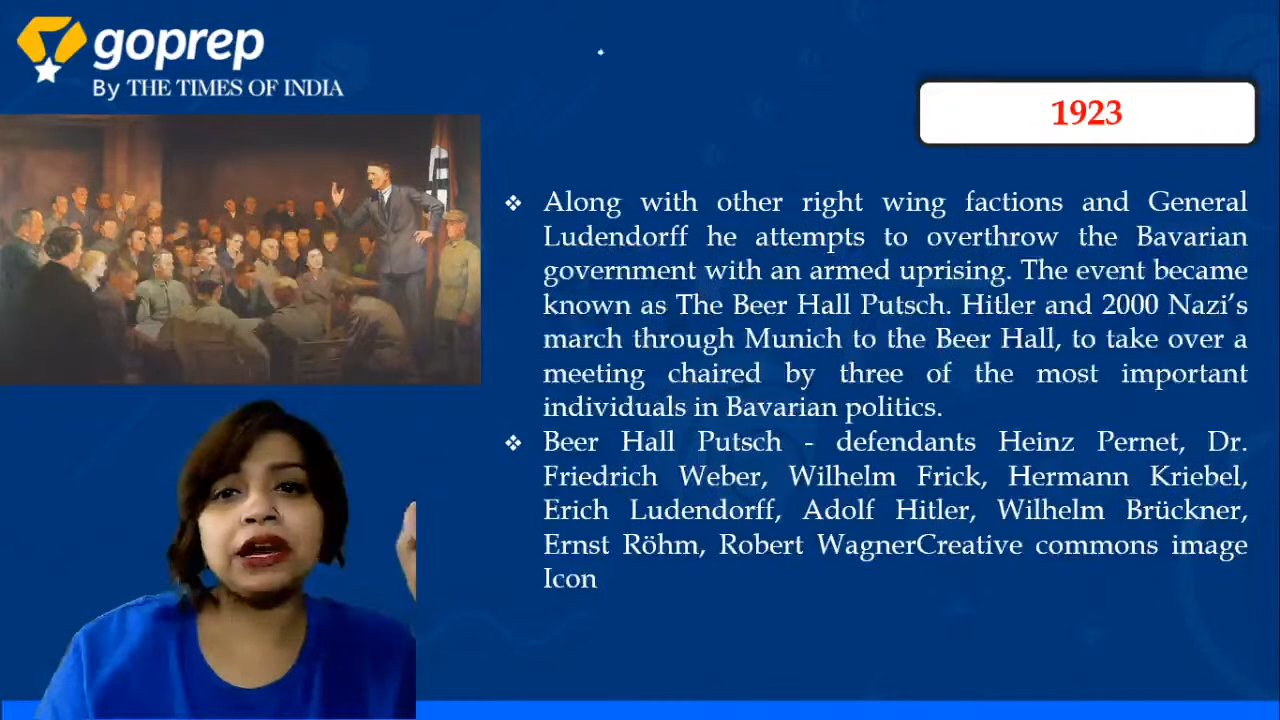 goprep
By THE TIMES OF INDIA
1923
❖ Along with other right wing factions and General
Ludendorff he attempts to overthrow the Bavarian
government with an armed uprising. The event became
known as The Beer Hall Putsch. Hitler and 2000 Nazi’s
march through Munich to the Beer Hall, to take over a
meeting chaired by three of the most important
individuals in Bavarian politics.
❖ Beer Hall Putsch - defendants Heinz Pernet, Dr.
Friedrich Weber, Wilhelm Frick, Hermann Kriebel,
Erich Ludendorff, Adolf Hitler, Wilhelm Brückner,
Ernst Röhm, Robert WagnerCreative commons image
Icon